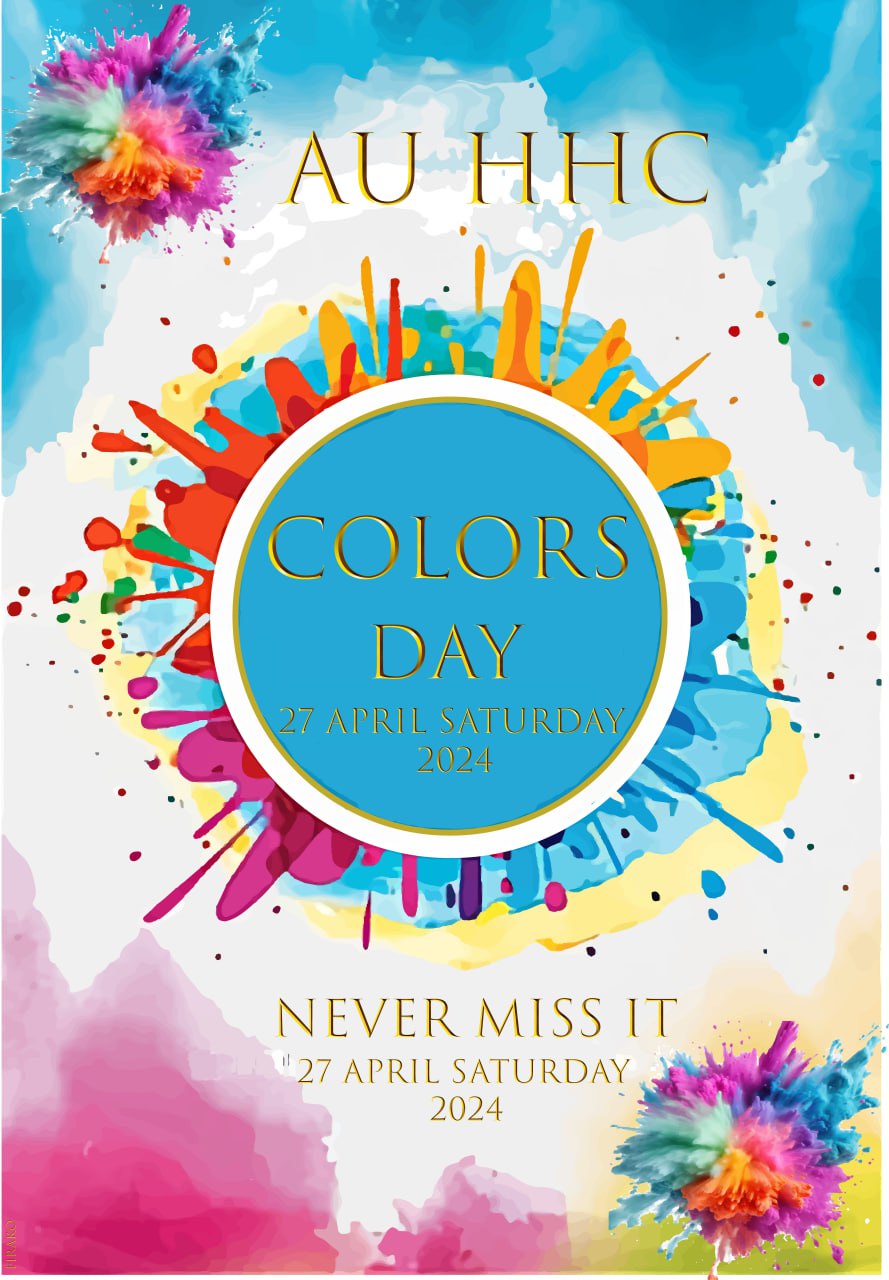 AU HHC
COLORS
DAY
27 APRIL SATURDAY
2024
NEVER MISS IT
27 APRIL SATURDAY
2024